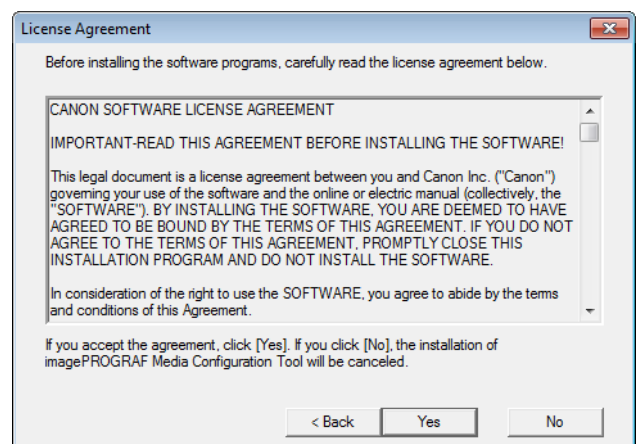 License Agreement
Before installing the software programs, carefully read the license agreement below.
CANON SOFTWARE LICENSE AGREEMENT
IMPORTANT-READ THIS AGREEMENT BEFORE INSTALLING THE SOFTWARE!
This legal document is a license agreement between you and Canon Inc. ("Canon")
governing your use of the software and the online or electric manual (collectively, the
"SOFTWARE"). BY INSTALLING THE SOFTWARE, YOU ARE DEEMED TO HAVE
AGREED TO BE BOUND BY THE TERMS OF THIS AGREEMENT. IF YOU DO NOT
AGREE TO THE TERMS OF THIS AGREEMENT, PROMPTLY CLOSE THIS
INSTALLATION PROGRAM AND DO NOT INSTALL THE SOFTWARE.
In consideration of the right to use the SOFTWARE, you agree to abide by the terms
and conditions of this Agreement.
If you accept the agreement, click [Yes]. If you click [No], the installation of
imagePROGRAF Media Configuration Tool will be canceled.
< Back Yes No